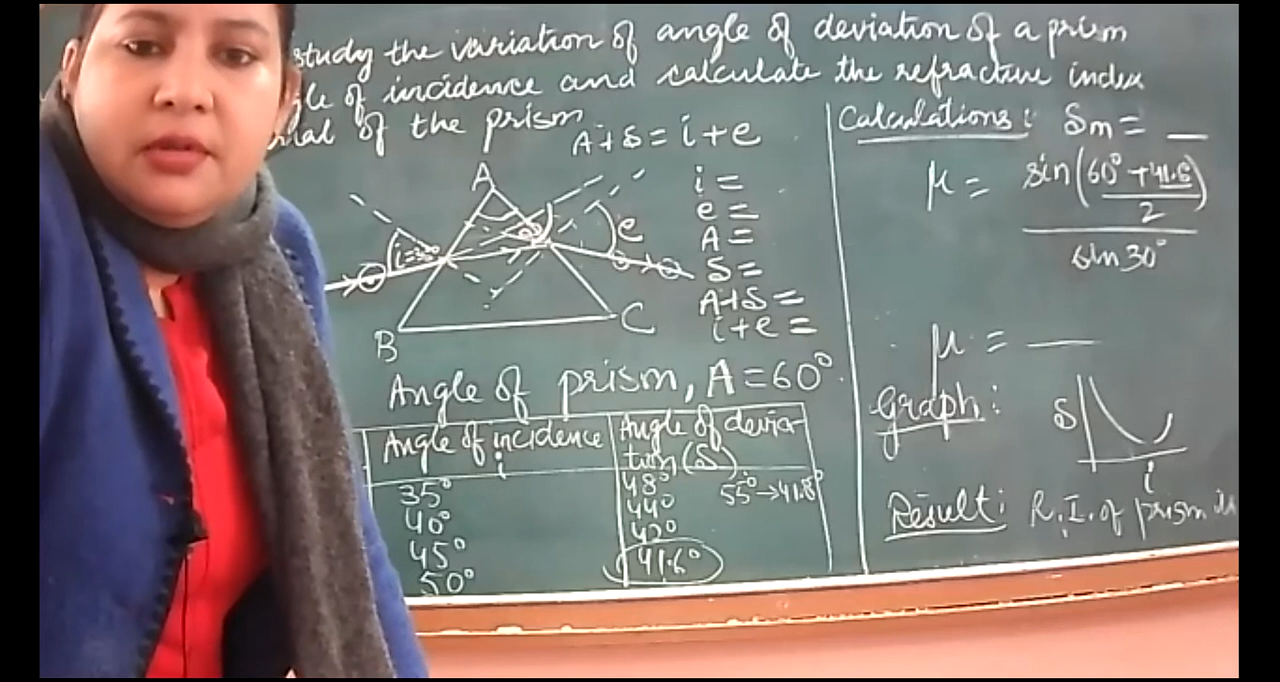 study the variation of angle of deviation of a prism
gle of incidence and calculate the refractive index
rial of the prism
A+δ = i+e
A
i=35°
e
B
C
i =
e =
A =
δ =
A+δ =
i+e =
Angle of prism, A=60°.
Angle of incidence i
Angle of devia-
tion (δ)
35°
48°
55° → 41.8°
40°
44°
45°
42°
50°
41.6°
Calculations: δm = __
μ = sin(60°+41.6/2)
sin 30°
μ = __
Graph:
δ
i
Result: R.I. of prism is